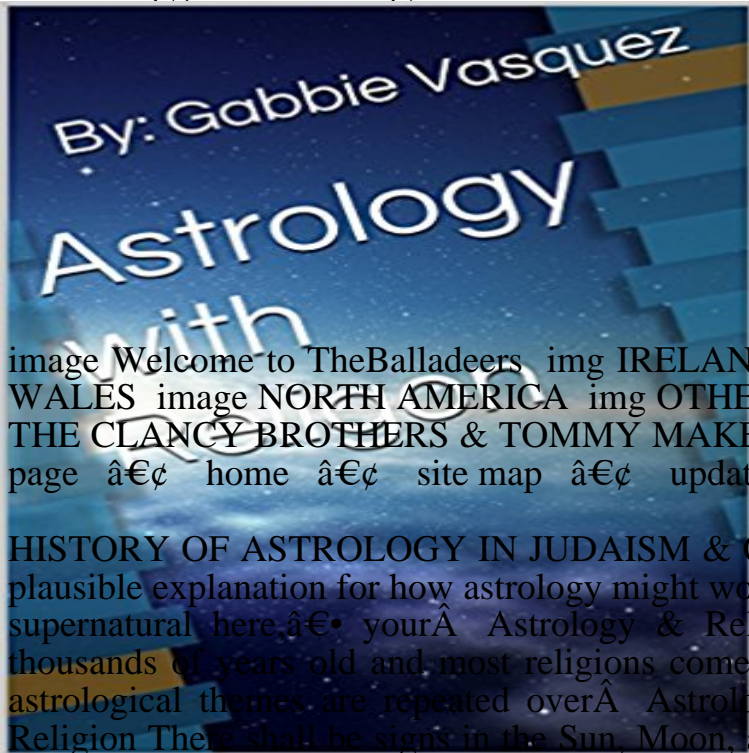 By: Gabbie Vasquez
Astrology
with
Religon
image Welcome to TheBalladeers img IRELAN
WALES image NORTH AMERICA img OTHE
THE CLANCY BROTHERS & TOMMY MAKE
page • home • site map • updat
HISTORY OF ASTROLOGY IN JUDAISM & C
plausible explanation for how astrology might wo
supernatural here,― your Astrology & Re
thousands of years old and most religions come
astrological themes are repeated over Astrol
Religion There shall be signs in the Sun, Moon,